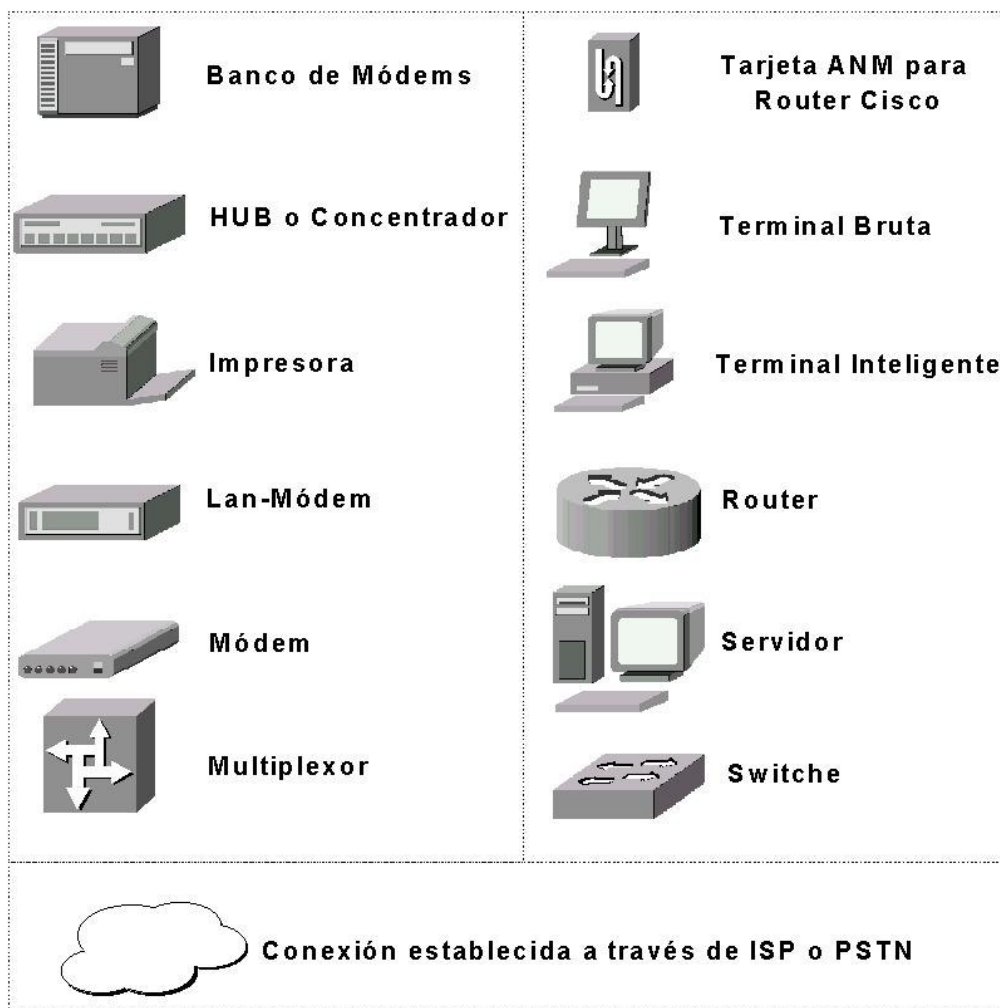 Banco de Módems
HUB o Concentrador
Impresora
Lan-Módem
Módem
Multiplexor
Tarjeta ANM para
Router Cisco
Terminal Bruta
Terminal Inteligente
Router
Servidor
Switche
Conexión establecida a través de ISP o PSTN